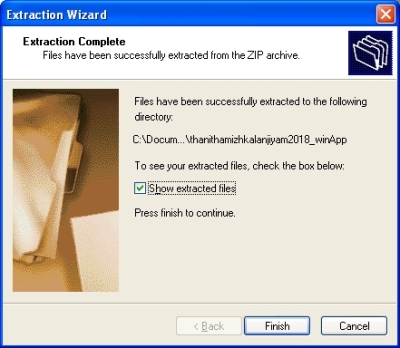 Extraction Wizard
Extraction Complete
Files have been successfully extracted from the ZIP archive.
Files have been successfully extracted to the following
directory:
C:\Docum...\thanithamizhkalanjiyam2018_winApp
To see your extracted files, check the box below:
Show extracted files
Press finish to continue.
< Back
Finish
Cancel